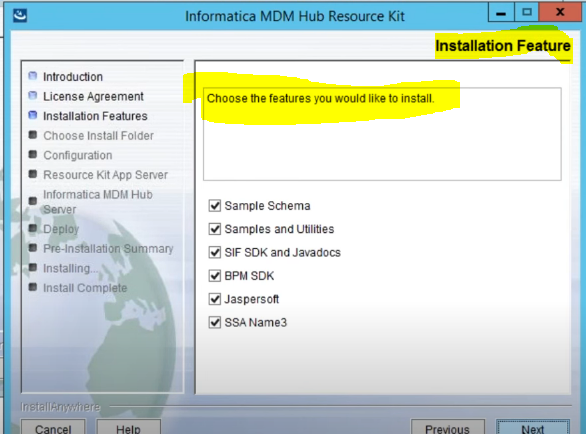 Informatica MDM Hub Resource Kit
Installation Feature
Introduction
License Agreement
Installation Features
Choose Install Folder
Configuration
Resource Kit App Server
Informatica MDM Hub
Server
Deploy
Pre-Installation Summary
Installing...
Install Complete
Choose the features you would like to install.
Sample Schema
Samples and Utilities
SIF SDK and Javadocs
BPM SDK
Jaspersoft
SSA Name3
InstallAnywhere
Cancel
Help
Previous
Next